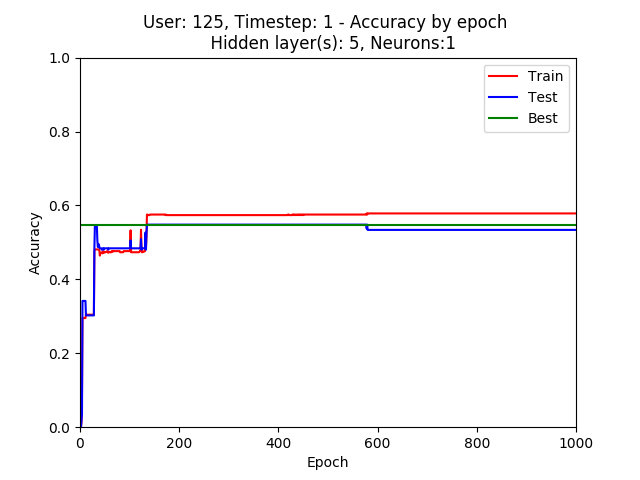 User: 125, Timestep: 1 - Accuracy by epoch
Hidden layer(s): 5, Neurons:1
1.0
0.8
0.6
0.4
0.2
0.0
Accuracy
Train
Test
Best
0 200 400 600 800 1000
Epoch